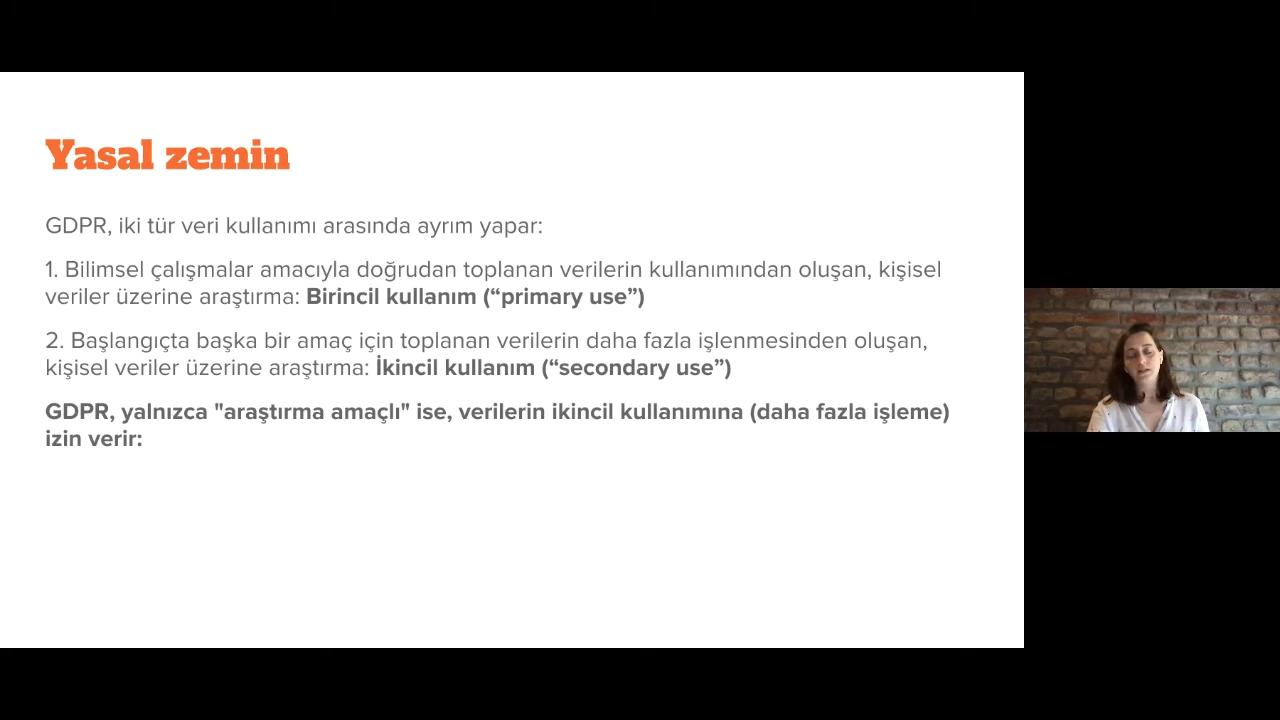 Yasal zemin
GDPR, iki tür veri kullanımı arasında ayrım yapar:
1. Bilimsel çalışmalar amacıyla doğrudan toplanan verilerin kullanımından oluşan, kişisel
veriler üzerine araştırma: Birincil kullanım (“primary use”)
2. Başlangıçta başka bir amaç için toplanan verilerin daha fazla işlenmesinden oluşan,
kişisel veriler üzerine araştırma: İkincil kullanım (“secondary use”)
GDPR, yalnızca "araştırma amaçlı" ise, verilerin ikincil kullanımına (daha fazla işleme)
izin verir: